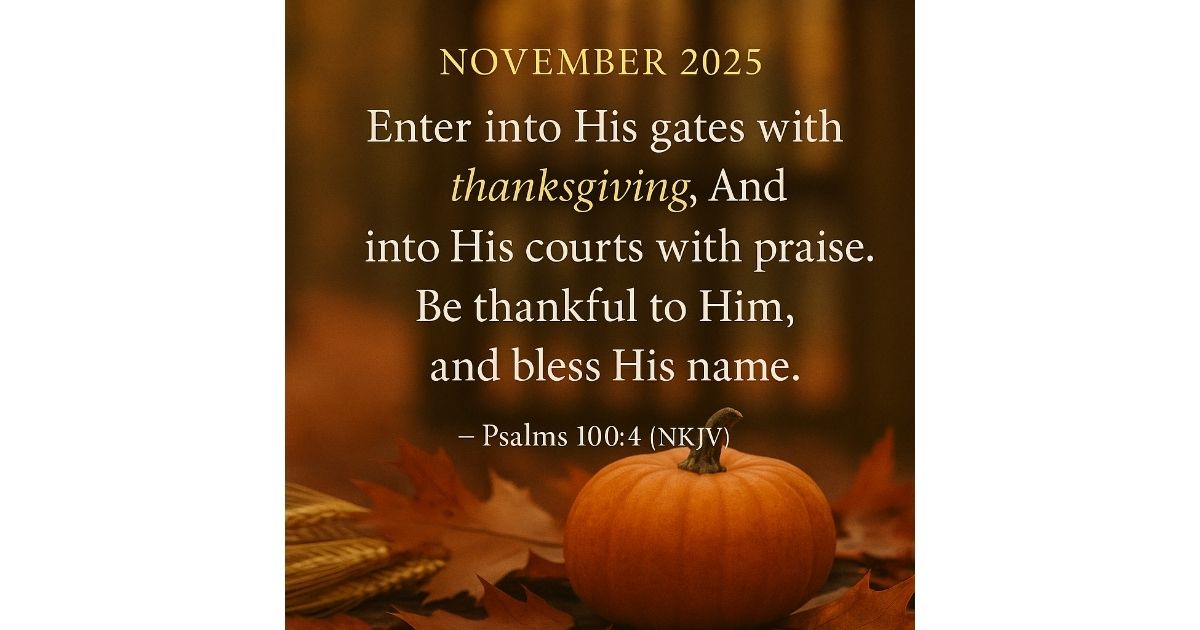 NOVEMBER 2025
Enter into His gates with
thanksgiving, And
into His courts with praise.
Be thankful to Him,
and bless His name.
– Psalms 100:4 (NKJV)